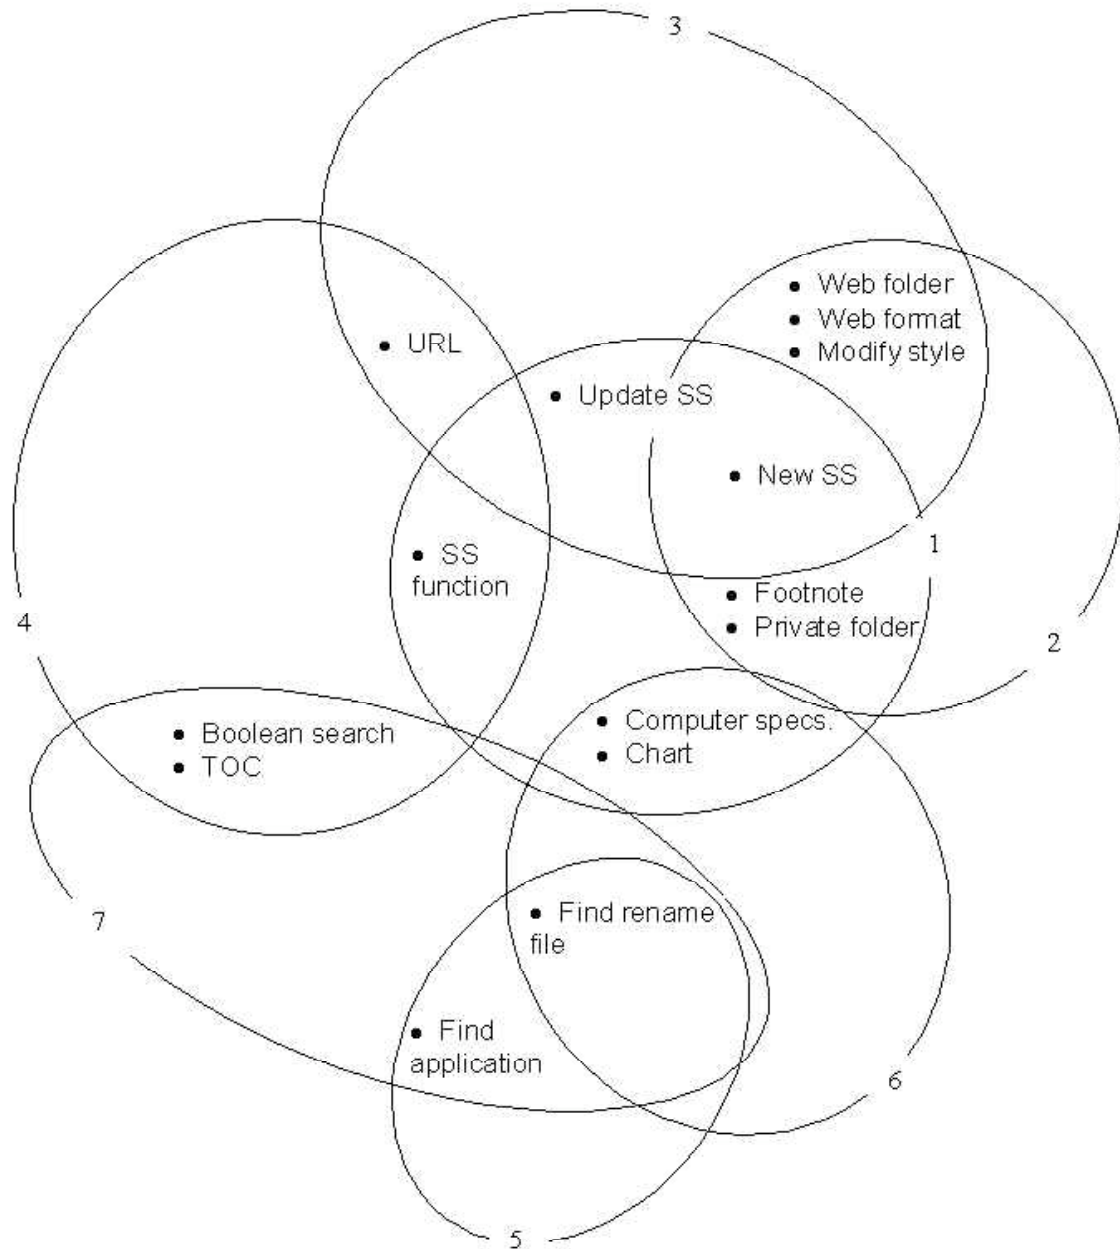 3
• Web folder
• Web format
• Modify style
• URL
• Update SS
• New SS
1
• SS
function
• Footnote
• Private folder
4
2
• Computer specs.
• Chart
• Boolean search
• TOC
7
• Find rename
file
• Find
application
6
5